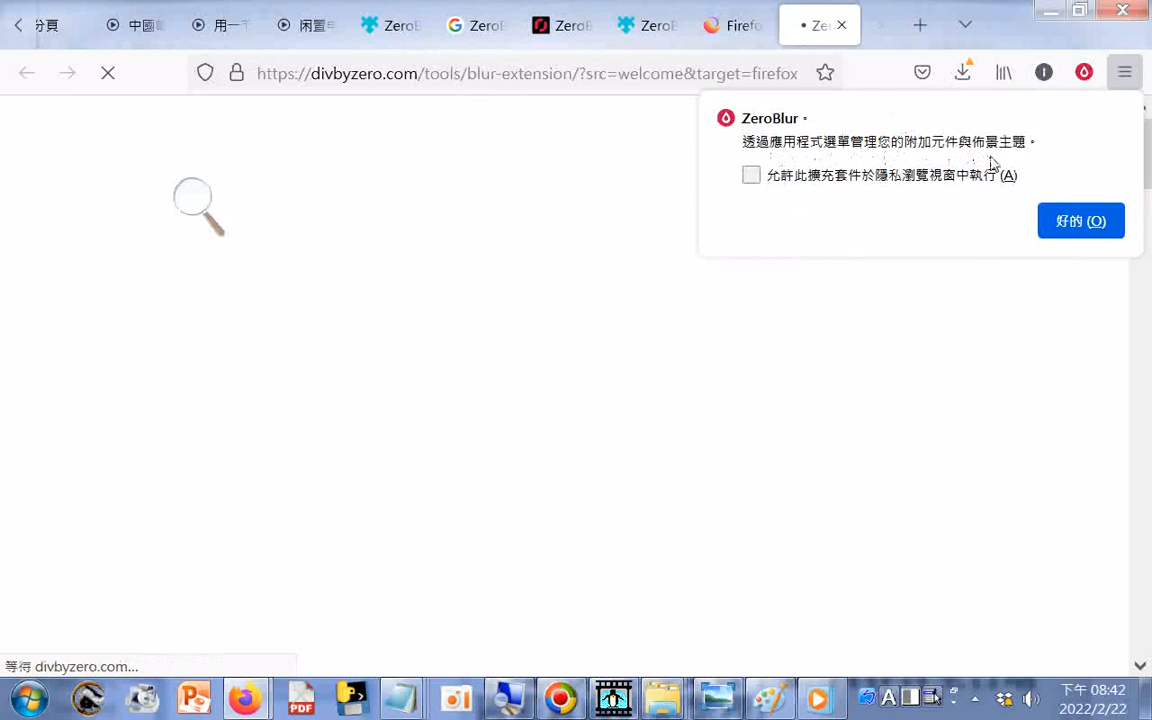 分頁
中國
用一
闲置
ZeroB
ZeroB
ZeroB
ZeroB
Firefo
Ze
https://divbyzero.com/tools/blur-extension/?src=welcome&target=firefox
ZeroBlur。
透過應用程式選單管理您的附加元件與佈景主題。
允許此擴充套件於隱私瀏覽視窗中執行 (A)
好的 (O)
等待 divbyzero.com...
PDF
A
下午 08:42
2022/2/22